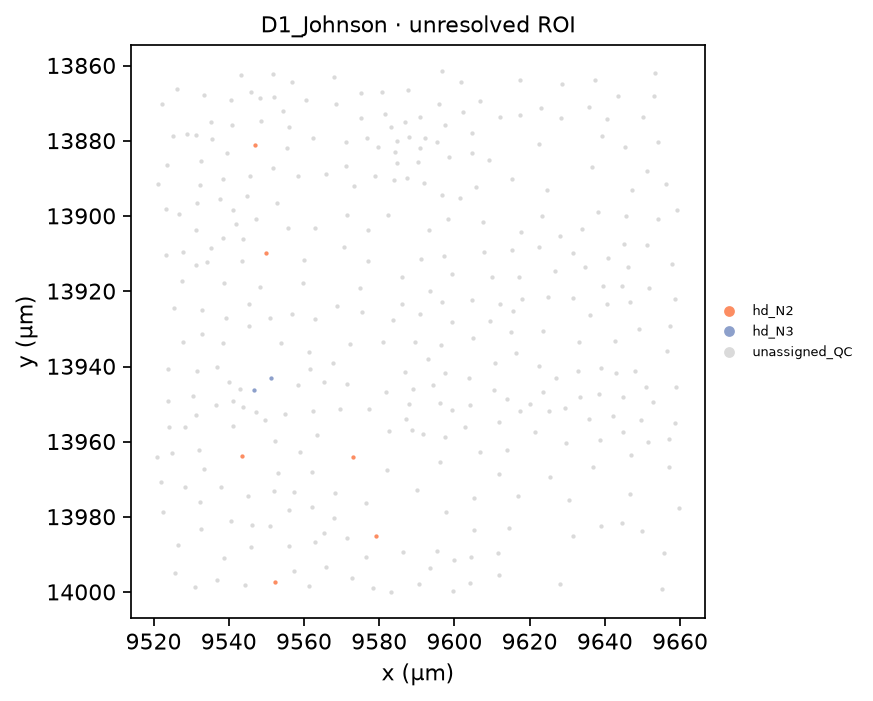 D1_Johnson · unresolved ROI
13860
13880
13900
13920
13940
13960
13980
14000
y (μm)
9520 9540 9560 9580 9600 9620 9640 9660
x (μm)
hd_N2
hd_N3
unassigned_QC